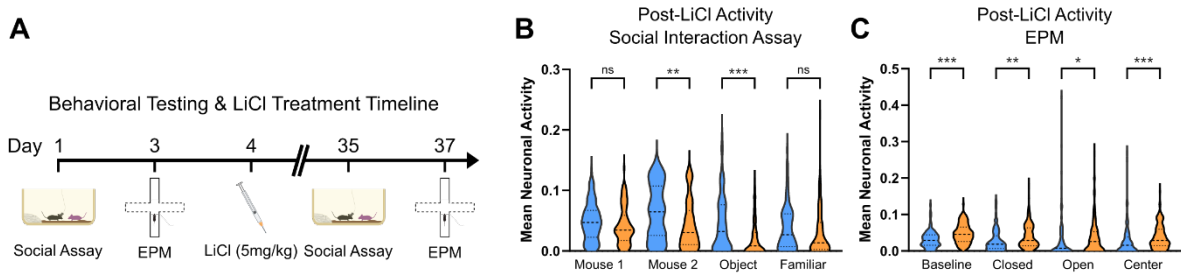 A
Behavioral Testing & LiCl Treatment Timeline
Day 1 3 4 35 37
Social Assay EPM LiCl (5mg/kg) Social Assay EPM
B
Post-LiCl Activity
Social Interaction Assay
Mean Neuronal Activity
0.3
0.2
0.1
0.0
ns ** *** ns
Mouse 1 Mouse 2 Object Familiar
C
Post-LiCl Activity
EPM
Mean Neuronal Activity
0.5
0.4
0.3
0.2
0.1
0.0
*** ** * ***
Baseline Closed Open Center